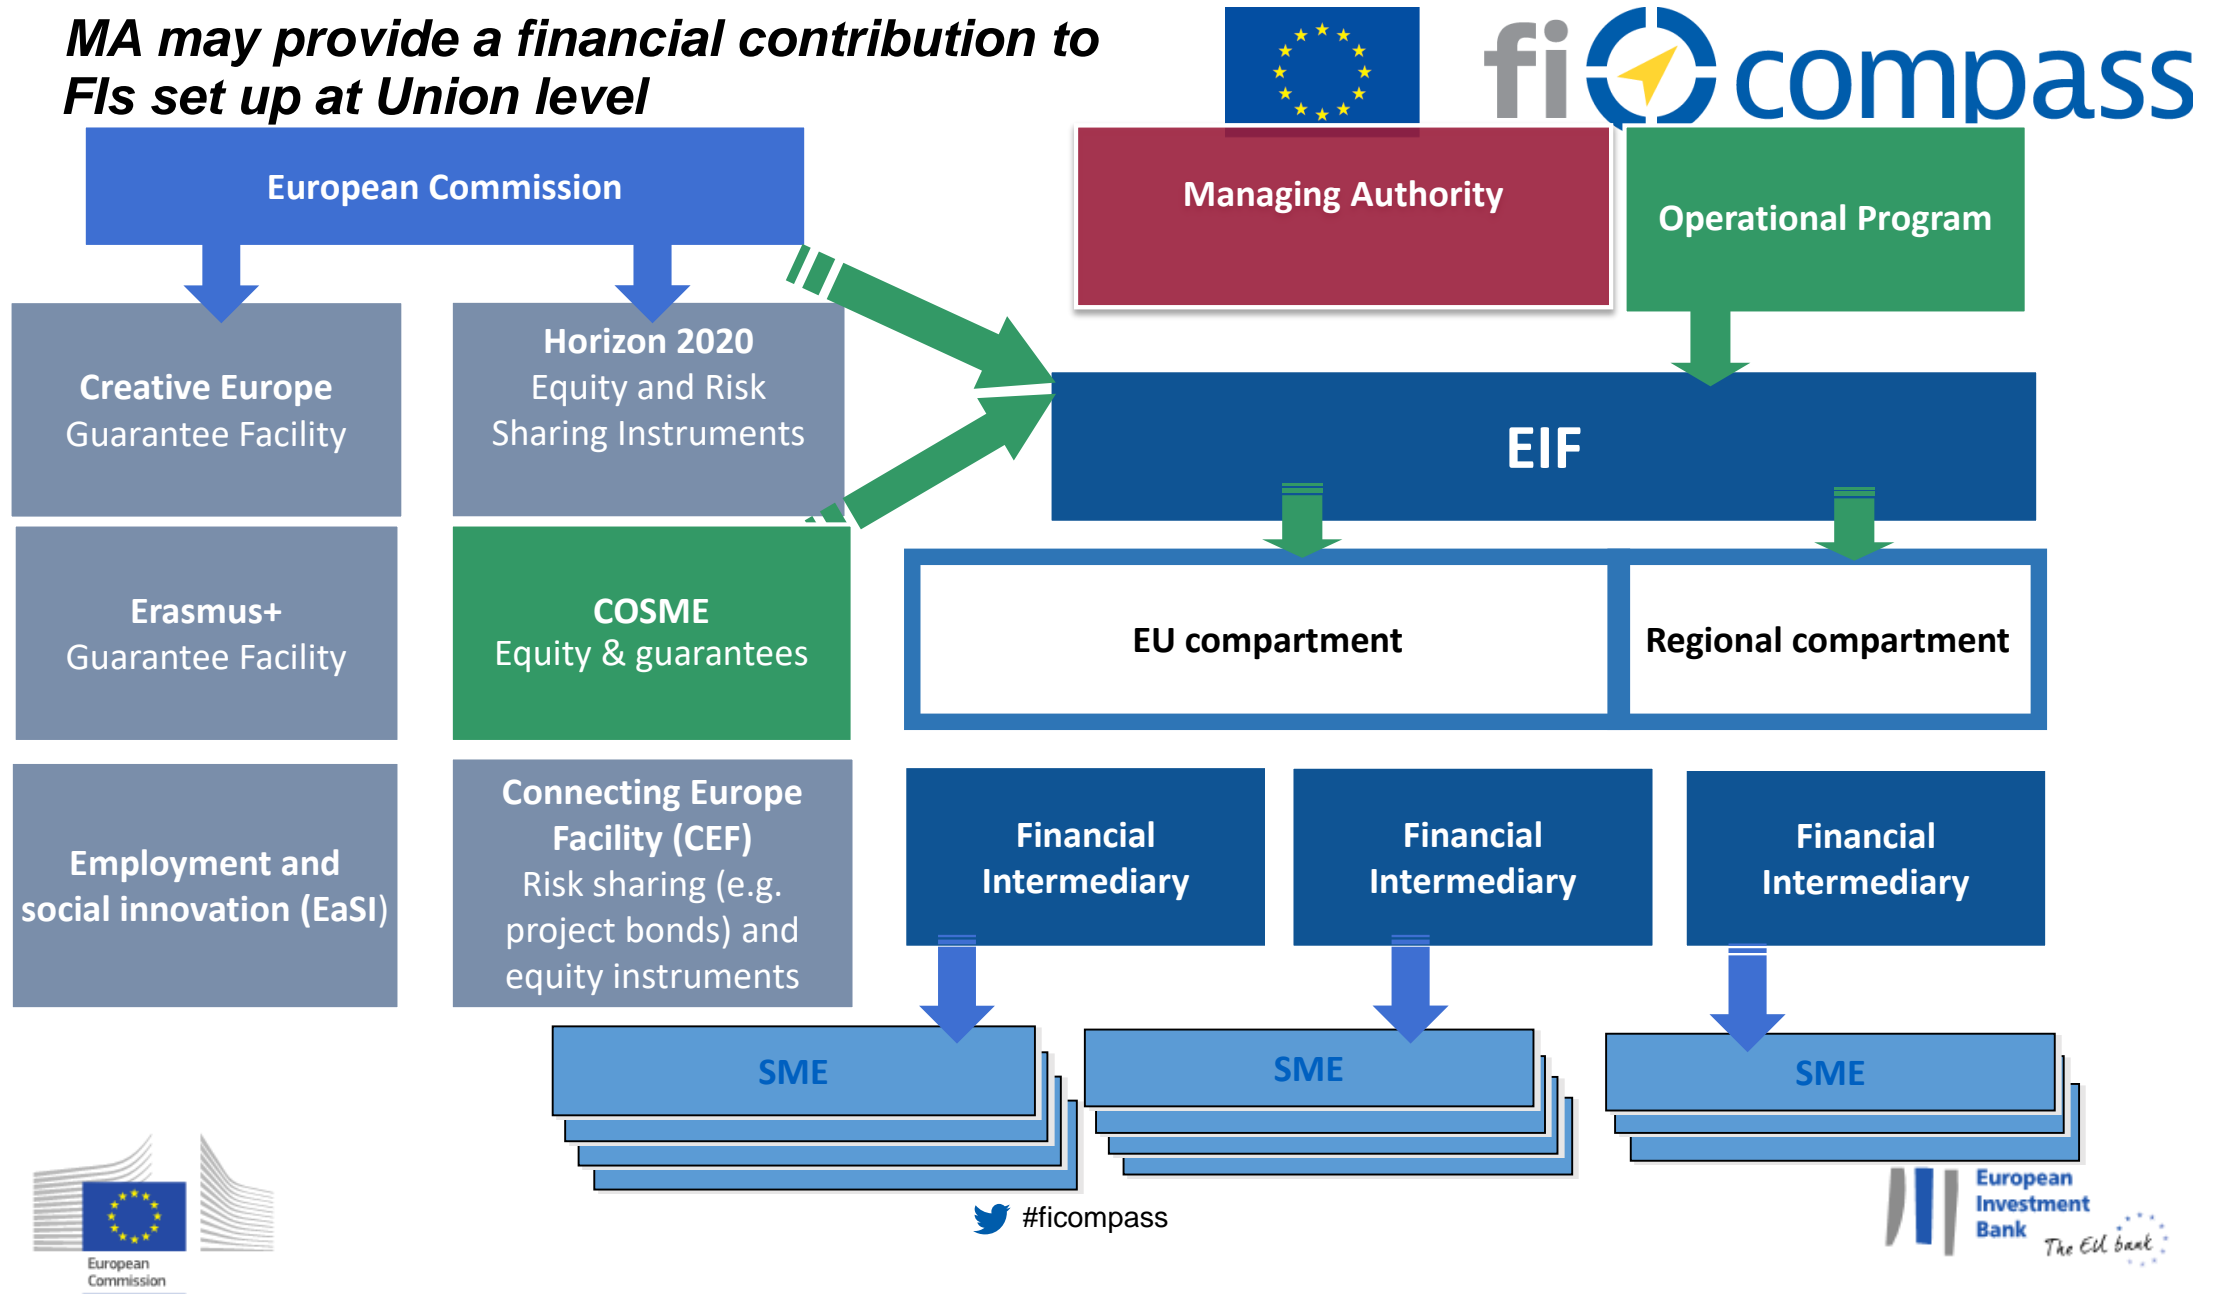 MA may provide a financial contribution to
FIs set up at Union level
fi compass
European Commission
Managing Authority
Operational Program
Creative Europe
Guarantee Facility
Horizon 2020
Equity and Risk
Sharing Instruments
EIF
Erasmus+
Guarantee Facility
COSME
Equity & guarantees
EU compartment
Regional compartment
Employment and
social innovation (EaSI)
Connecting Europe
Facility (CEF)
Risk sharing (e.g.
project bonds) and
equity instruments
Financial
Intermediary
Financial
Intermediary
Financial
Intermediary
SME
SME
SME
European
Commission
#ficompass
European
Investment
Bank
The EU bank